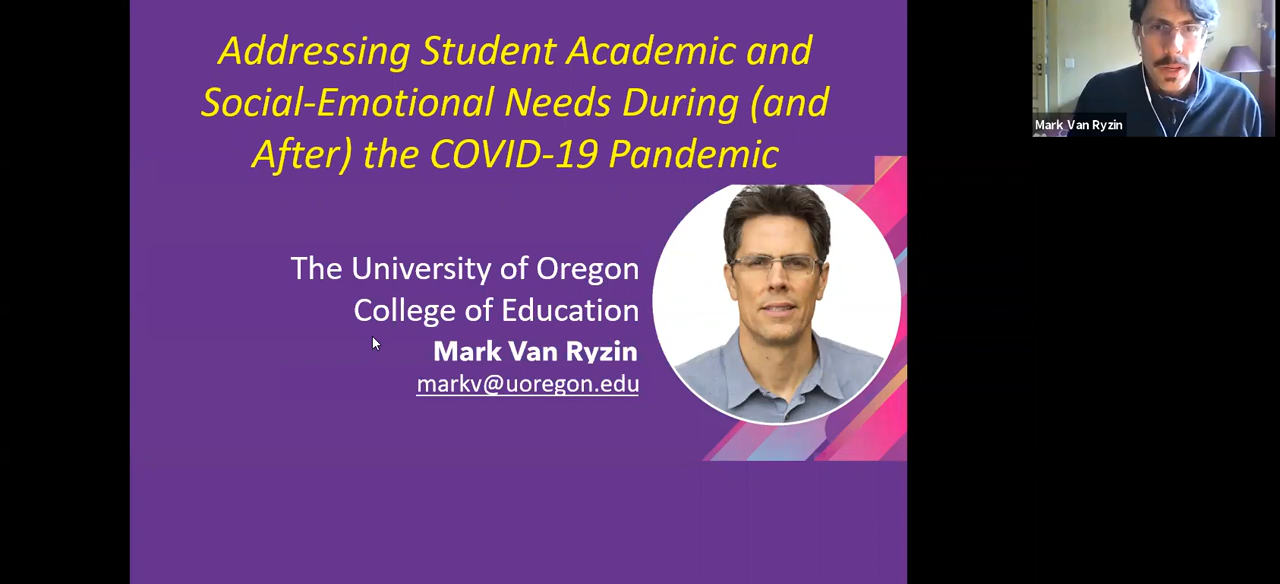 Addressing Student Academic and
Social-Emotional Needs During (and
After) the COVID-19 Pandemic
The University of Oregon
College of Education
Mark Van Ryzin
markv@uoregon.edu
Mark Van Ryzin